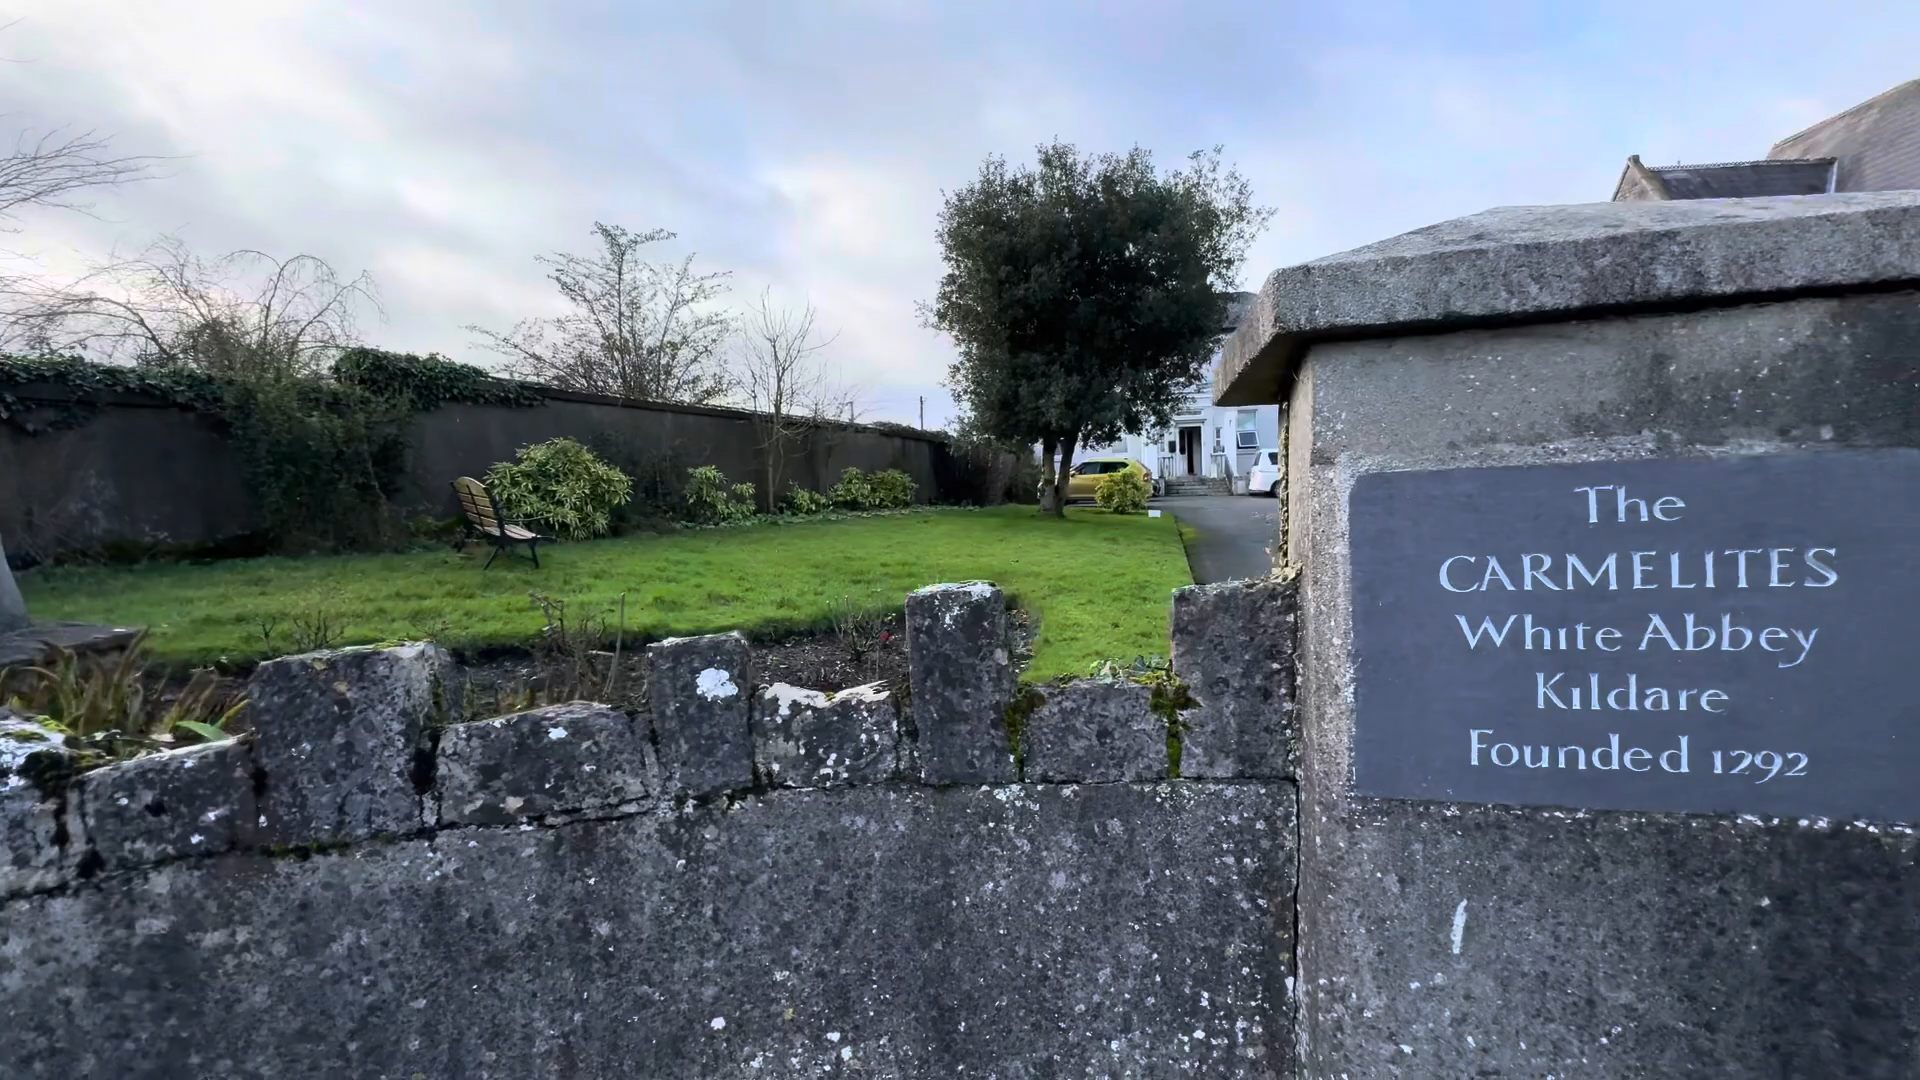 The
CARMELITES
White Abbey
Kildare
Founded 1292